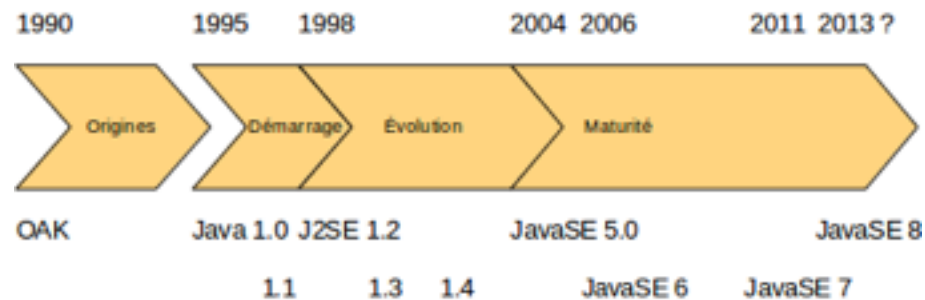 1990 1995 1998 2004 2006 2011 2013 ?
Origines Démarrage Évolution Maturité
OAK Java 1.0 J2SE 1.2 JavaSE 5.0 JavaSE 8
1.1 1.3 1.4 JavaSE 6 JavaSE 7